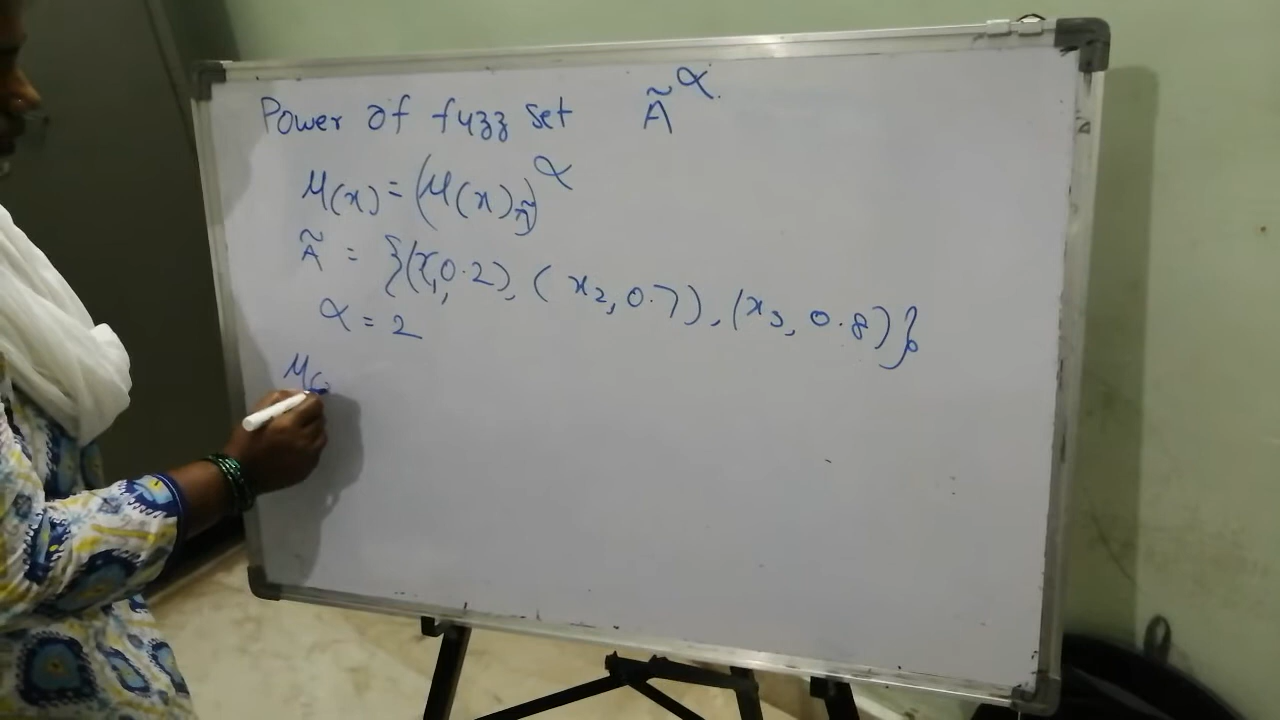 Power of fuzz set Ã^α
μ(x) = (μ(x)_Ã)^α
Ã = {(x₁, 0.2), (x₂, 0.7), (x₃, 0.8)}
α = 2
μ(